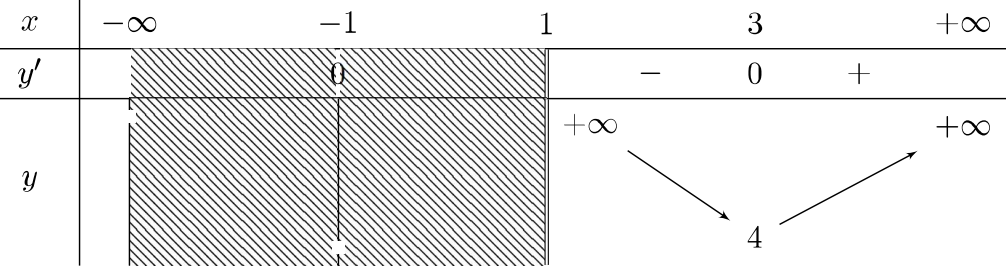 x −∞ −1 1 3 +∞
y′ 0 − 0 +
+∞ +∞
y
4